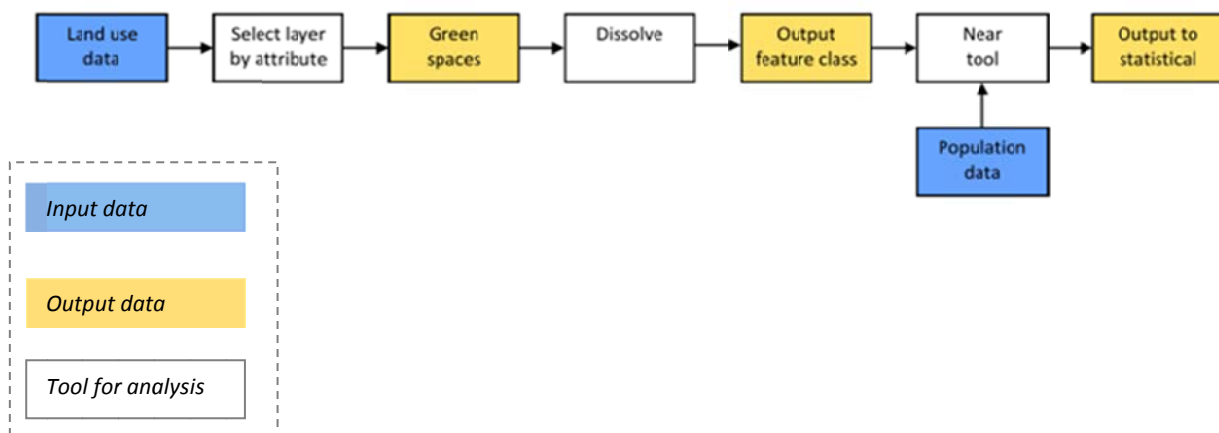 Land use
data
Select layer
by attribute
Green
spaces
Dissolve
Output
feature class
Near
tool
Output to
statistical
Population
data
Input data
Output data
Tool for analysis